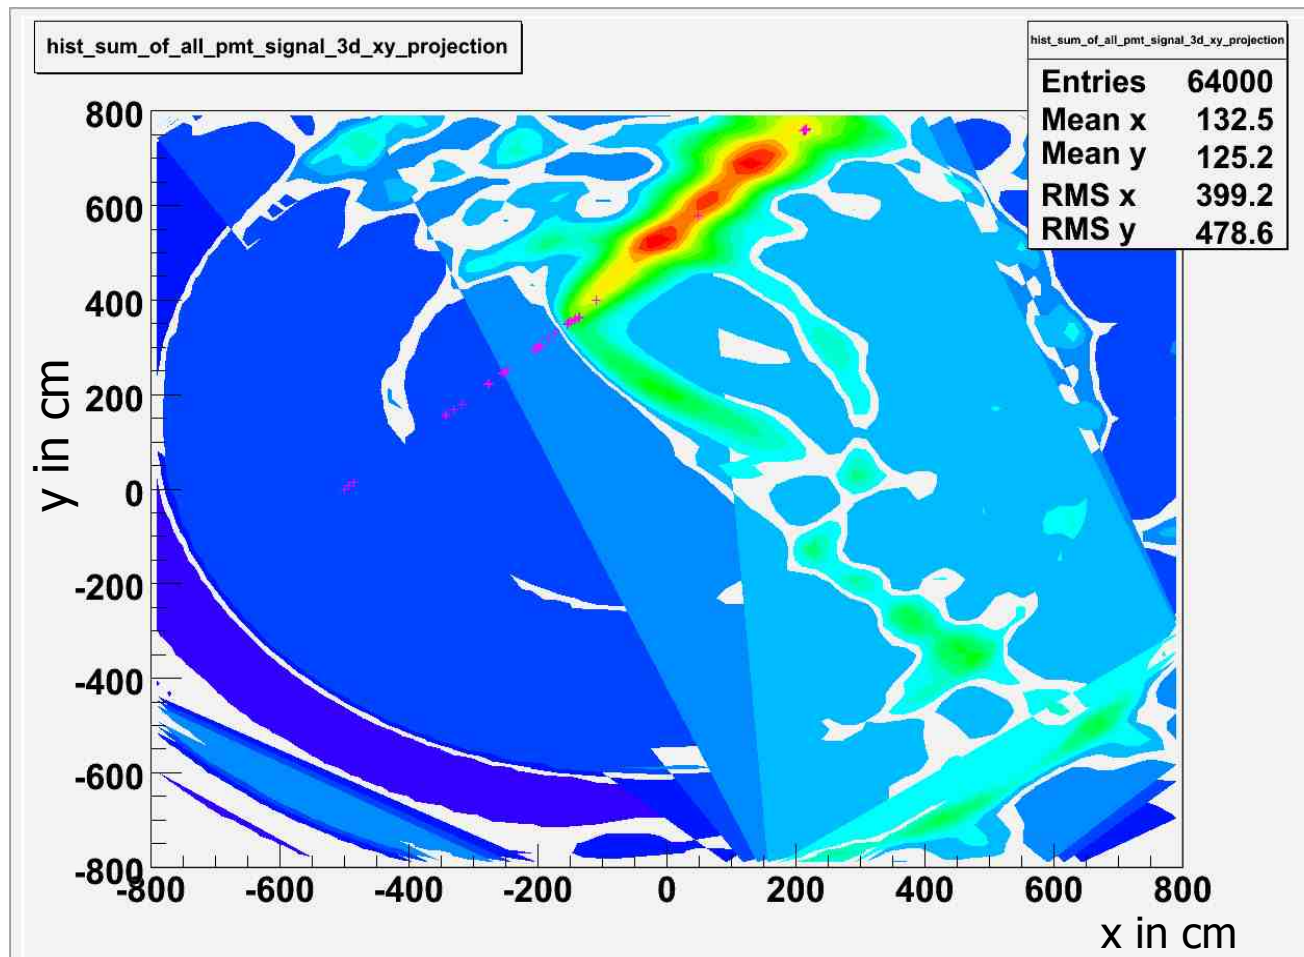 hist_sum_of_all_pmt_signal_3d_xy_projection
hist_sum_of_all_pmt_signal_3d_xy_projection
Entries 64000
Mean x 132.5
Mean y 125.2
RMS x 399.2
RMS y 478.6
800
600
400
200
0
-200
-400
-600
-800
y in cm
-800 -600 -400 -200 0 200 400 600 800
x in cm